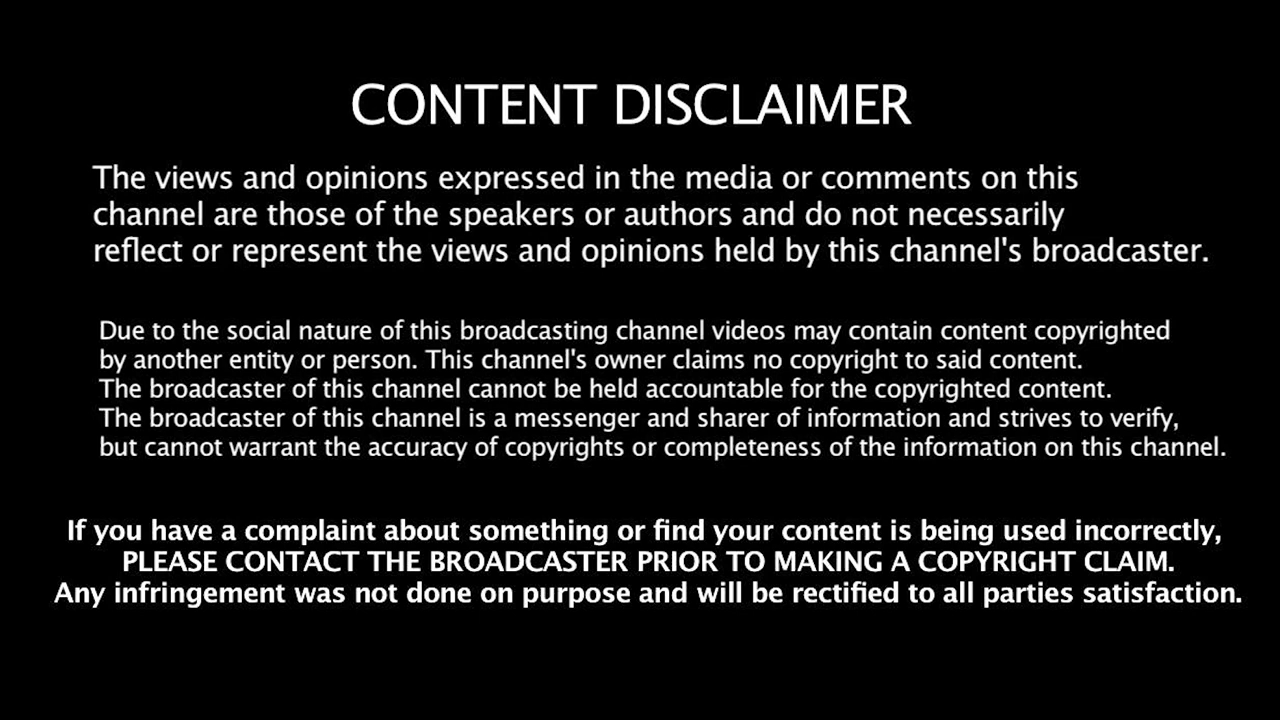 CONTENT DISCLAIMER
The views and opinions expressed in the media or comments on this
channel are those of the speakers or authors and do not necessarily
reflect or represent the views and opinions held by this channel's broadcaster.
Due to the social nature of this broadcasting channel videos may contain content copyrighted
by another entity or person. This channel's owner claims no copyright to said content.
The broadcaster of this channel cannot be held accountable for the copyrighted content.
The broadcaster of this channel is a messenger and sharer of information and strives to verify,
but cannot warrant the accuracy of copyrights or completeness of the information on this channel.
If you have a complaint about something or find your content is being used incorrectly,
PLEASE CONTACT THE BROADCASTER PRIOR TO MAKING A COPYRIGHT CLAIM.
Any infringement was not done on purpose and will be rectified to all parties satisfaction.